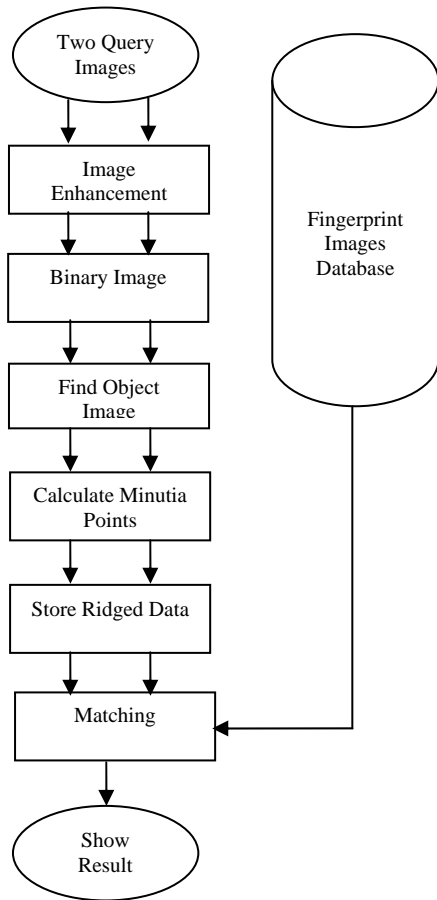 Two Query
Images
Image
Enhancement
Binary Image
Find Object
Image
Calculate Minutia
Points
Store Ridged Data
Matching
Show
Result
Fingerprint
Images
Database